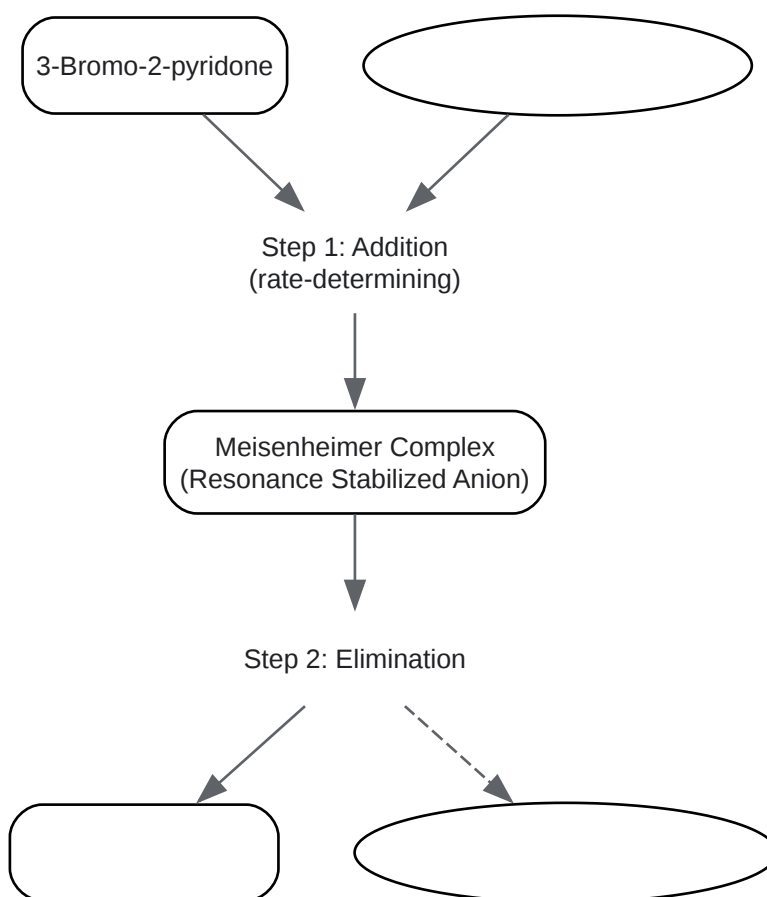 3-Bromo-2-pyridone
Step 1: Addition
(rate-determining)
Meisenheimer Complex
(Resonance Stabilized Anion)
Step 2: Elimination